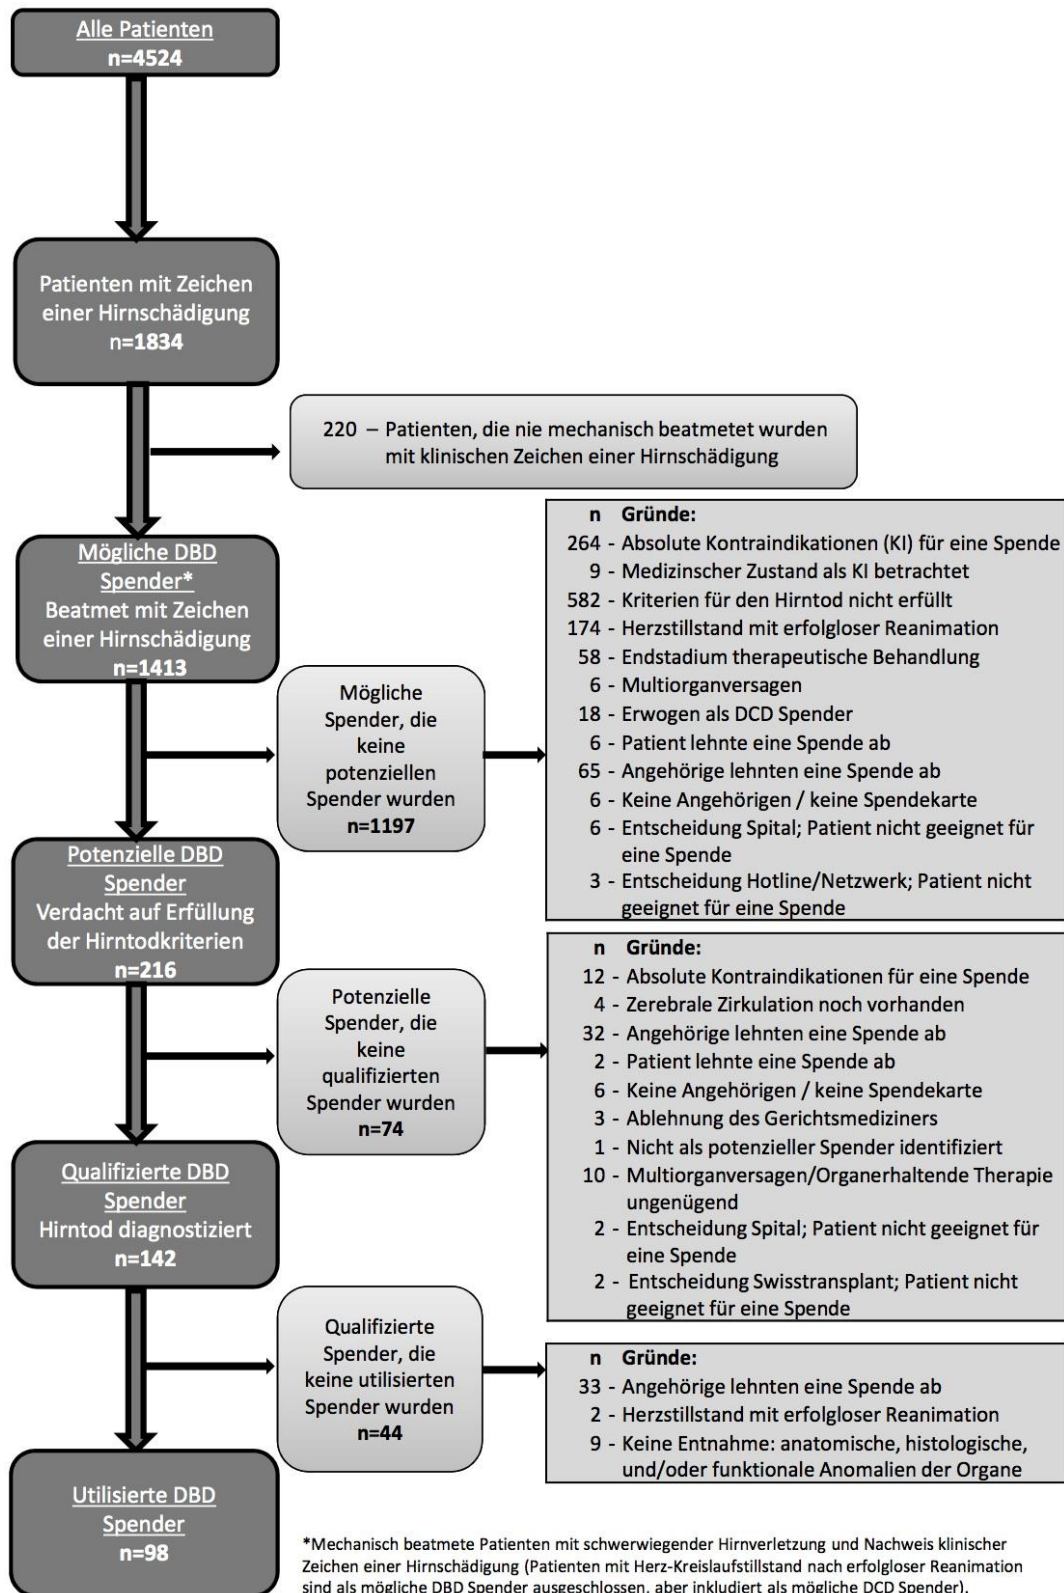 Alle Patienten
n=4524
Patienten mit Zeichen
einer Hirnschädigung
n=1834
220 – Patienten, die nie mechanisch beatmetet wurden
mit klinischen Zeichen einer Hirnschädigung
Mögliche DBD
Spender*
Beatmet mit Zeichen
einer Hirnschädigung
n=1413
Mögliche
Spender, die
keine
potenziellen
Spender wurden
n=1197
n Gründe:
264 - Absolute Kontraindikationen (KI) für eine Spende
9 - Medizinscher Zustand als KI betrachtet
582 - Kriterien für den Hirntod nicht erfüllt
174 - Herzstillstand mit erfolgloser Reanimation
58 - Endstadium therapeutische Behandlung
6 - Multiorganversagen
18 - Erwogen als DCD Spender
6 - Patient lehnte eine Spende ab
65 - Angehörige lehnten eine Spende ab
6 - Keine Angehörigen / keine Spendekarte
6 - Entscheidung Spital; Patient nicht geeignet für
eine Spende
3 - Entscheidung Hotline/Netzwerk; Patient nicht
geeignet für eine Spende
Potenzielle DBD
Spender
Verdacht auf Erfüllung
der Hirntodkriterien
n=216
Potenzielle
Spender, die
keine
qualifizierten
Spender wurden
n=74
n Gründe:
12 - Absolute Kontraindikationen für eine Spende
4 - Zerebrale Zirkulation noch vorhanden
32 - Angehörige lehnten eine Spende ab
2 - Patient lehnte eine Spende ab
6 - Keine Angehörigen / keine Spendekarte
3 - Ablehnung des Gerichtsmediziners
1 - Nicht als potenzieller Spender identifiziert
10 - Multiorganversagen/Organerhaltende Therapie
ungenügend
2 - Entscheidung Spital; Patient nicht geeignet für
eine Spende
2 - Entscheidung Swisstransplant; Patient nicht
geeignet für eine Spende
Qualifizierte DBD
Spender
Hirntod diagnostiziert
n=142
Qualifizierte
Spender, die
keine utilisierten
Spender wurden
n=44
n Gründe:
33 - Angehörige lehnten eine Spende ab
2 - Herzstillstand mit erfolgloser Reanimation
9 - Keine Entnahme: anatomische, histologische,
und/oder funktionale Anomalien der Organe
Utilisierte DBD
Spender
n=98
*Mechanisch beatmete Patienten mit schwerwiegender Hirnverletzung und Nachweis klinischer
Zeichen einer Hirnschädigung (Patienten mit Herz-Kreislaufstillstand nach erfolgloser Reanimation
sind als mögliche DBD Spender ausgeschlossen, aber inkludiert als mögliche DCD Spender).